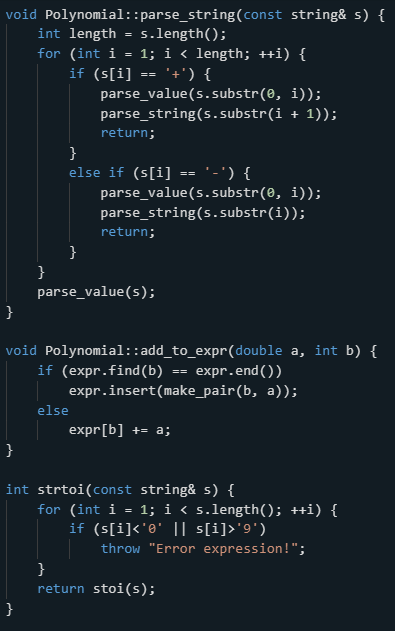 void Polynomial::parse_string(const string& s) {
    int length = s.length();
    for (int i = 1; i < length; ++i) {
        if (s[i] == '+') {
            parse_value(s.substr(0, i));
            parse_string(s.substr(i + 1));
            return;
        }
        else if (s[i] == '-') {
            parse_value(s.substr(0, i));
            parse_string(s.substr(i));
            return;
        }
    }
    parse_value(s);
}

void Polynomial::add_to_expr(double a, int b) {
    if (expr.find(b) == expr.end())
        expr.insert(make_pair(b, a));
    else
        expr[b] += a;
}

int strtoi(const string& s) {
    for (int i = 1; i < s.length(); ++i) {
        if (s[i]<'0' || s[i]>'9')
            throw "Error expression!";
    }
    return stoi(s);
}